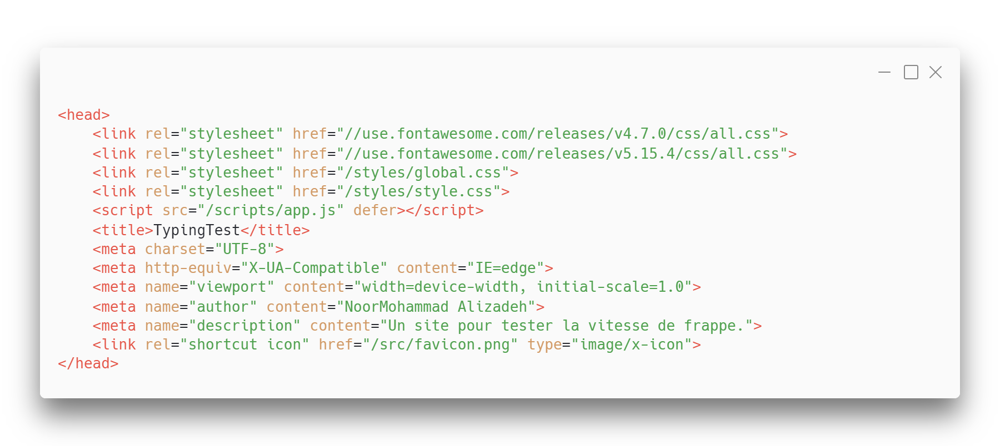 <head>
    <link rel="stylesheet" href="//use.fontawesome.com/releases/v4.7.0/css/all.css">
    <link rel="stylesheet" href="//use.fontawesome.com/releases/v5.15.4/css/all.css">
    <link rel="stylesheet" href="/styles/global.css">
    <link rel="stylesheet" href="/styles/style.css">
    <script src="/scripts/app.js" defer></script>
    <title>TypingTest</title>
    <meta charset="UTF-8">
    <meta http-equiv="X-UA-Compatible" content="IE=edge">
    <meta name="viewport" content="width=device-width, initial-scale=1.0">
    <meta name="author" content="NoorMohammad Alizadeh">
    <meta name="description" content="Un site pour tester la vitesse de frappe.">
    <link rel="shortcut icon" href="/src/favicon.png" type="image/x-icon">
</head>